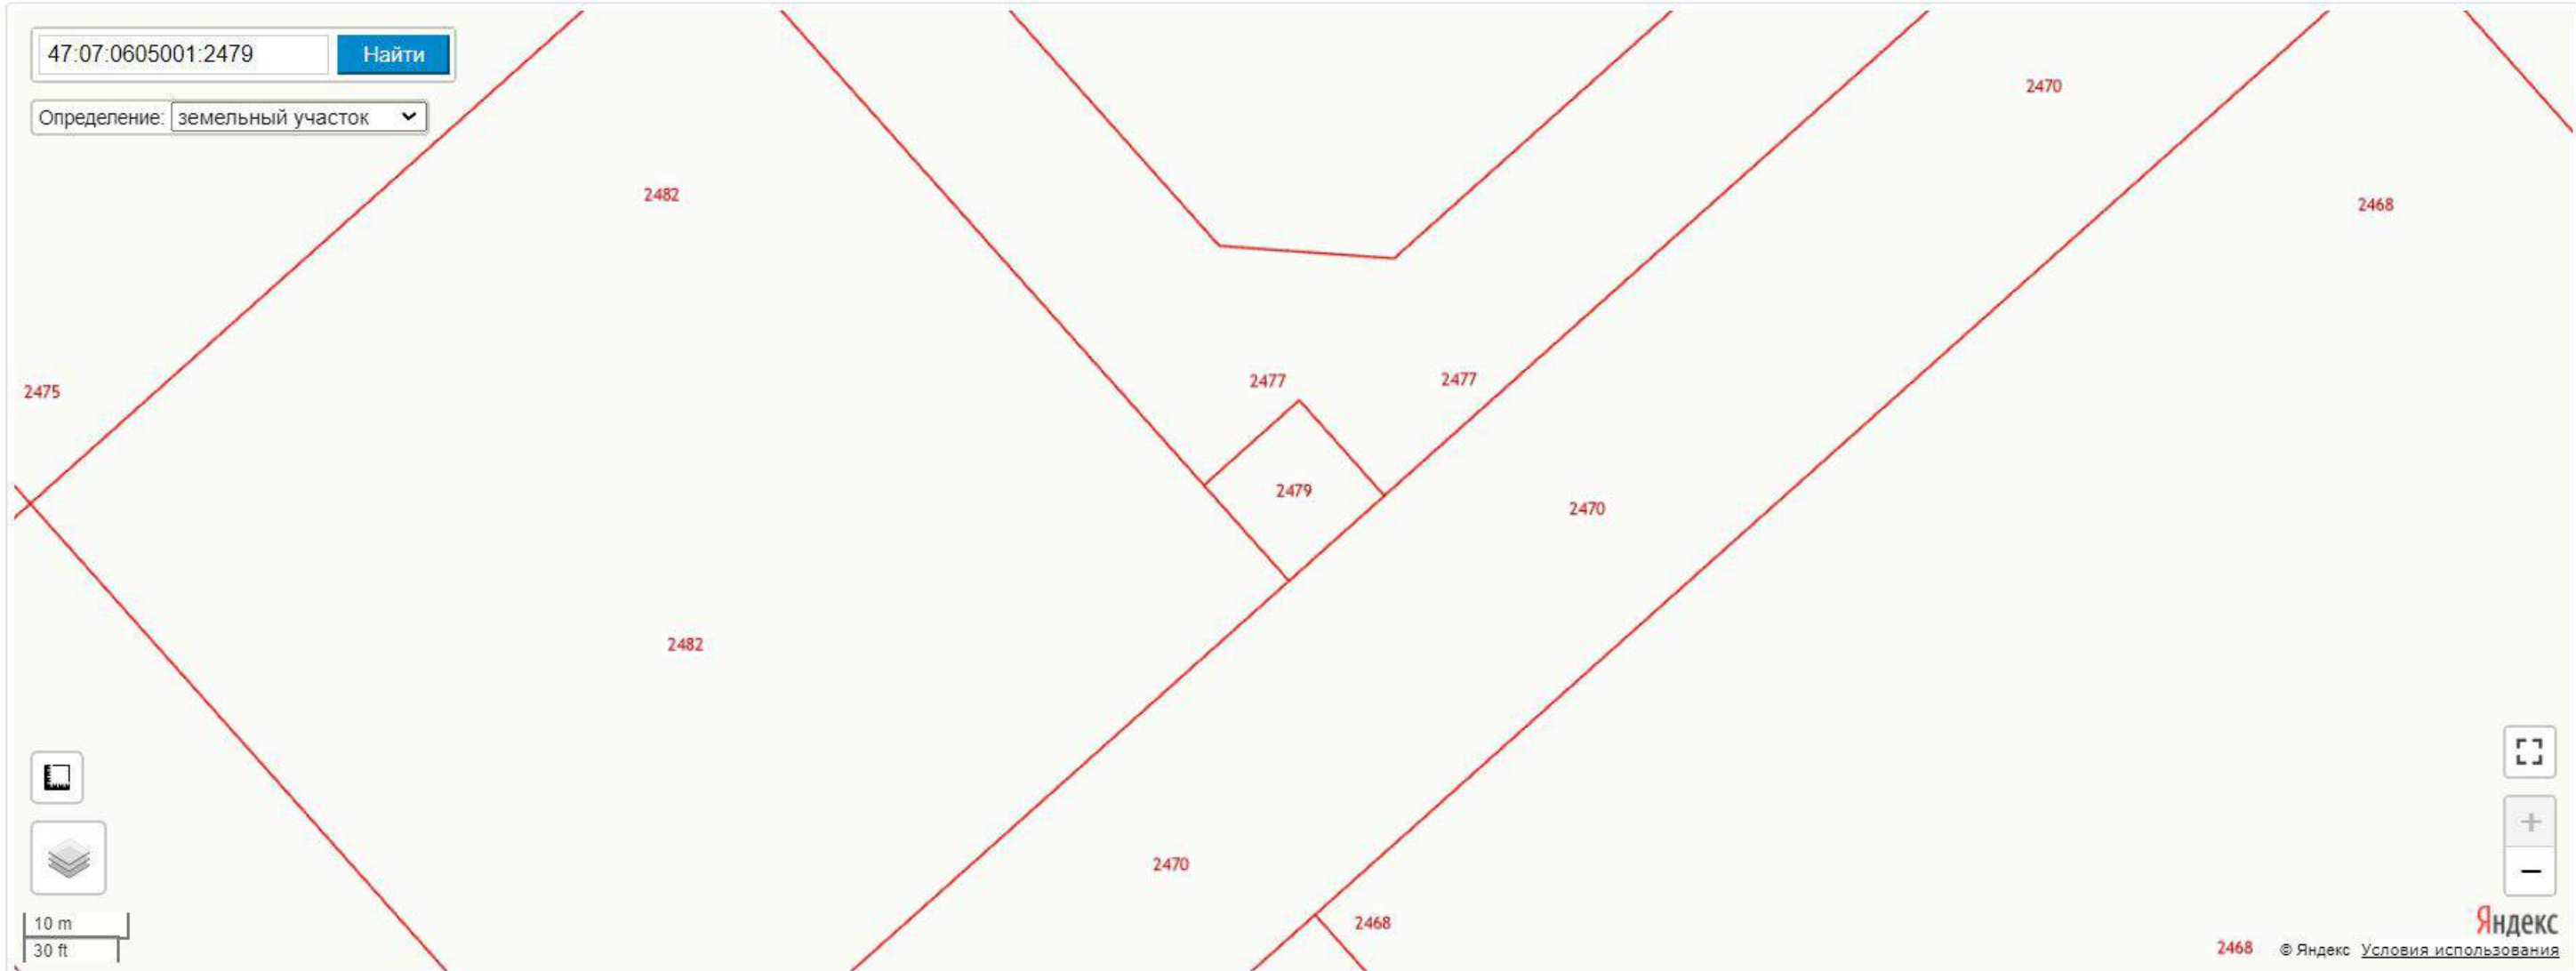 47:07:0605001:2479 Найти
Определение: земельный участок
2470
2482
2468
2475
2477 2477
2479
2470
2482
2470
10 m
30 ft
2468
Яндекс
2468 © Яндекс Условия использования